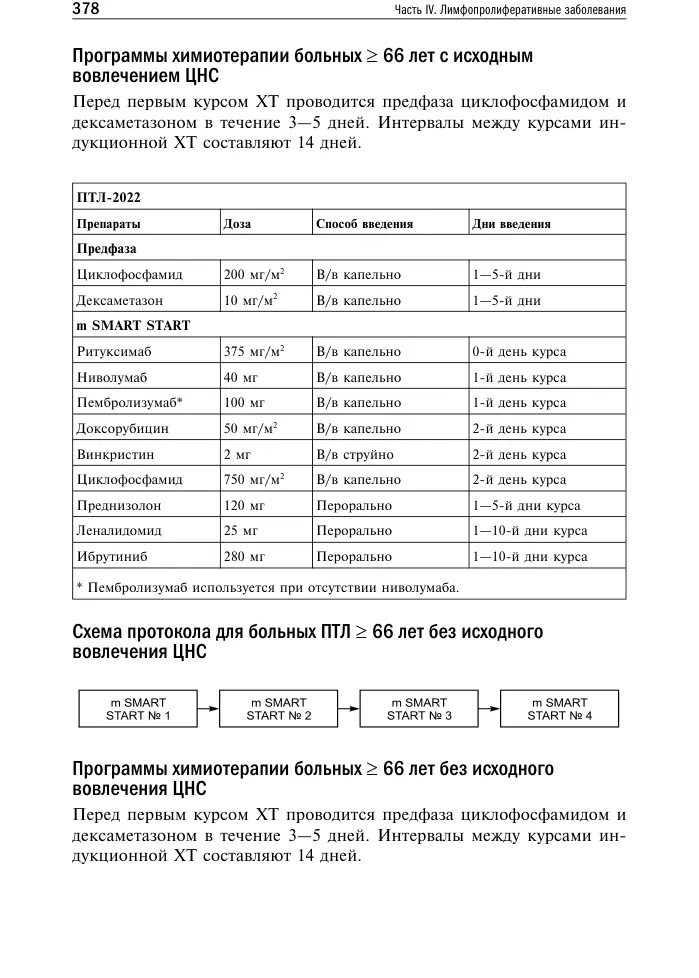 378
Часть IV. Лимфопролиферативные заболевания
Программы химиотерапии больных ≥ 66 лет с исходным
вовлечением ЦНС
Перед первым курсом ХТ проводится предфаза циклофосфамидом и
дексаметазоном в течение 3—5 дней. Интервалы между курсами ин-
дукционной ХТ составляют 14 дней.
ПТЛ-2022
Препараты Доза Способ введения Дни введения
Предфаза
Циклофосфамид 200 мг/м² В/в капельно 1—5-й дни
Дексаметазон 10 мг/м² В/в капельно 1—5-й дни
m SMART START
Ритуксимаб 375 мг/м² В/в капельно 0-й день курса
Ниволумаб 40 мг В/в капельно 1-й день курса
Пембролизумаб* 100 мг В/в капельно 1-й день курса
Доксорубицин 50 мг/м² В/в капельно 2-й день курса
Винкристин 2 мг В/в струйно 2-й день курса
Циклофосфамид 750 мг/м² В/в капельно 2-й день курса
Преднизолон 120 мг Перорально 1—5-й дни курса
Леналидомид 25 мг Перорально 1—10-й дни курса
Ибрутиниб 280 мг Перорально 1—10-й дни курса
* Пембролизумаб используется при отсутствии ниволумаба.
Схема протокола для больных ПТЛ ≥ 66 лет без исходного
вовлечения ЦНС
m SMART
START № 1
m SMART
START № 2
m SMART
START № 3
m SMART
START № 4
Программы химиотерапии больных ≥ 66 лет без исходного
вовлечения ЦНС
Перед первым курсом ХТ проводится предфаза циклофосфамидом и
дексаметазоном в течение 3—5 дней. Интервалы между курсами ин-
дукционной ХТ составляют 14 дней.